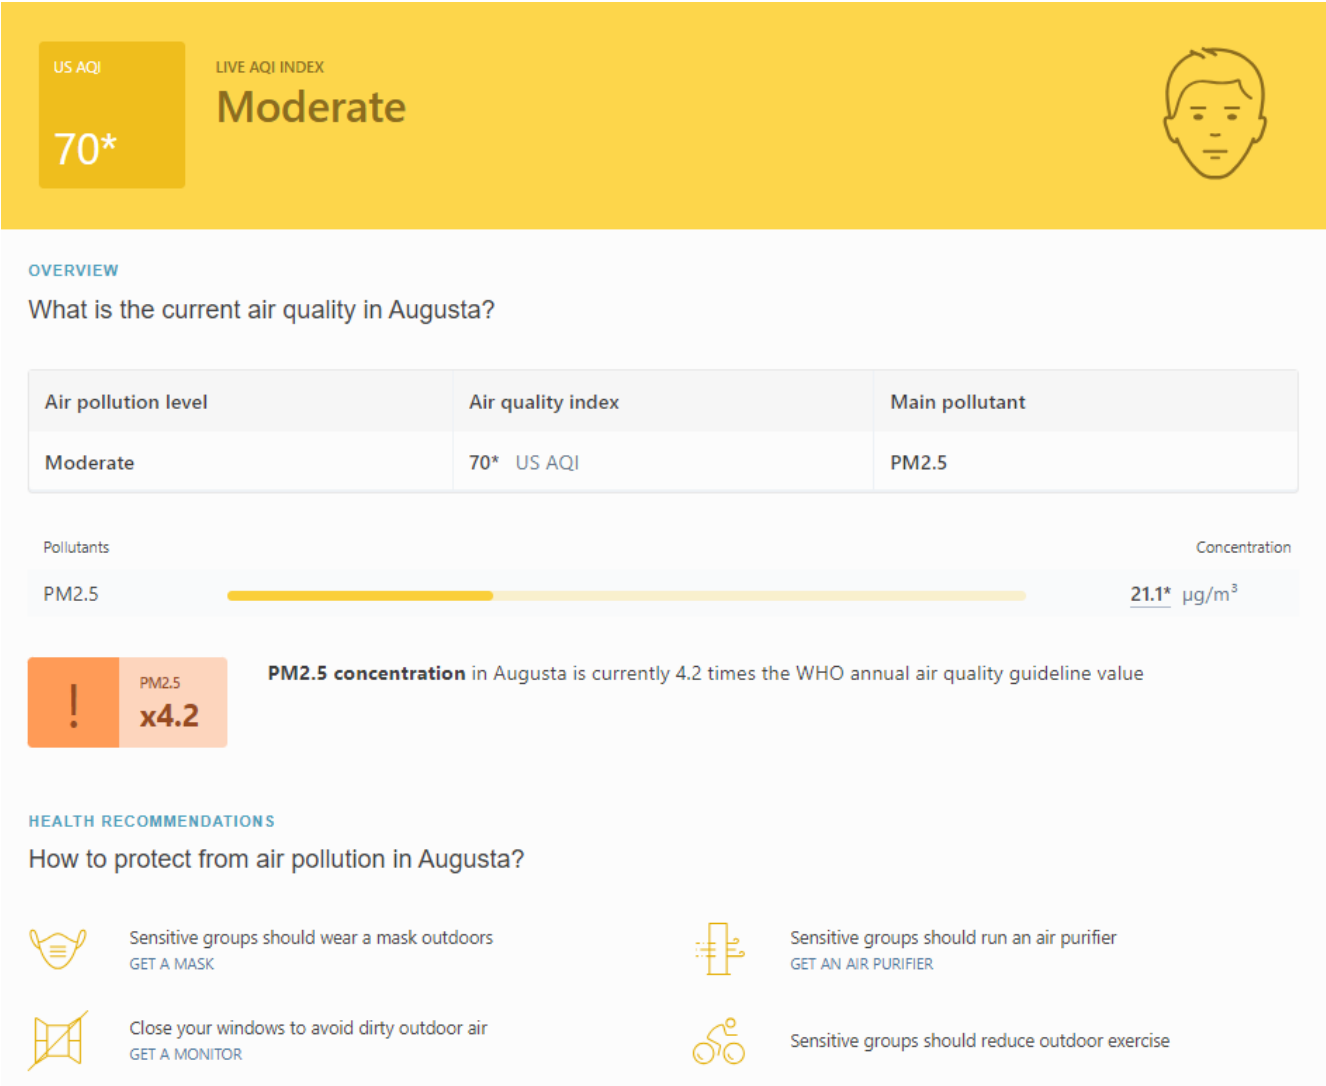 US AQI
70*
LIVE AQI INDEX
Moderate
OVERVIEW
What is the current air quality in Augusta?
Air pollution level Air quality index Main pollutant
Moderate 70* US AQI PM2.5
Pollutants Concentration
PM2.5 21.1* µg/m³
! PM2.5
x4.2
PM2.5 concentration in Augusta is currently 4.2 times the WHO annual air quality guideline value
HEALTH RECOMMENDATIONS
How to protect from air pollution in Augusta?
Sensitive groups should wear a mask outdoors
GET A MASK
Sensitive groups should run an air purifier
GET AN AIR PURIFIER
Close your windows to avoid dirty outdoor air
GET A MONITOR
Sensitive groups should reduce outdoor exercise